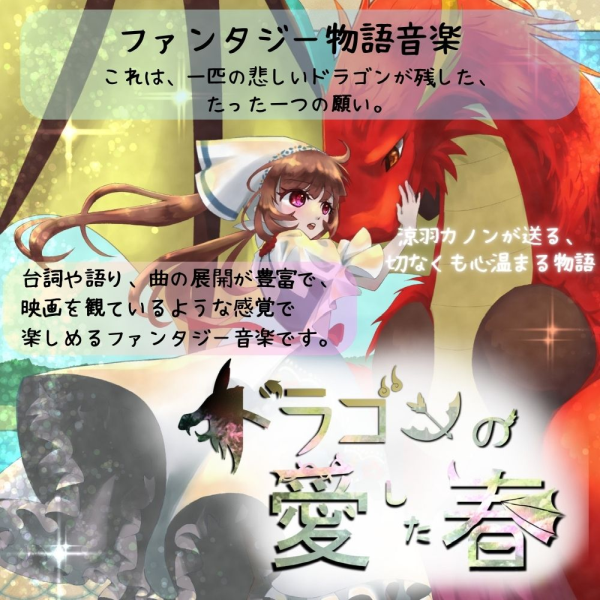 ファンタジー物語音楽
これは、一匹の悲しいドラゴンが残した、
たった一つの願い。
涼羽カノンが送る、
切なくも心温まる物語
台詞や語り、曲の展開が豊富で、
映画を観ているような感覚で
楽しめるファンタジー音楽です。
ドラゴンの
愛した春